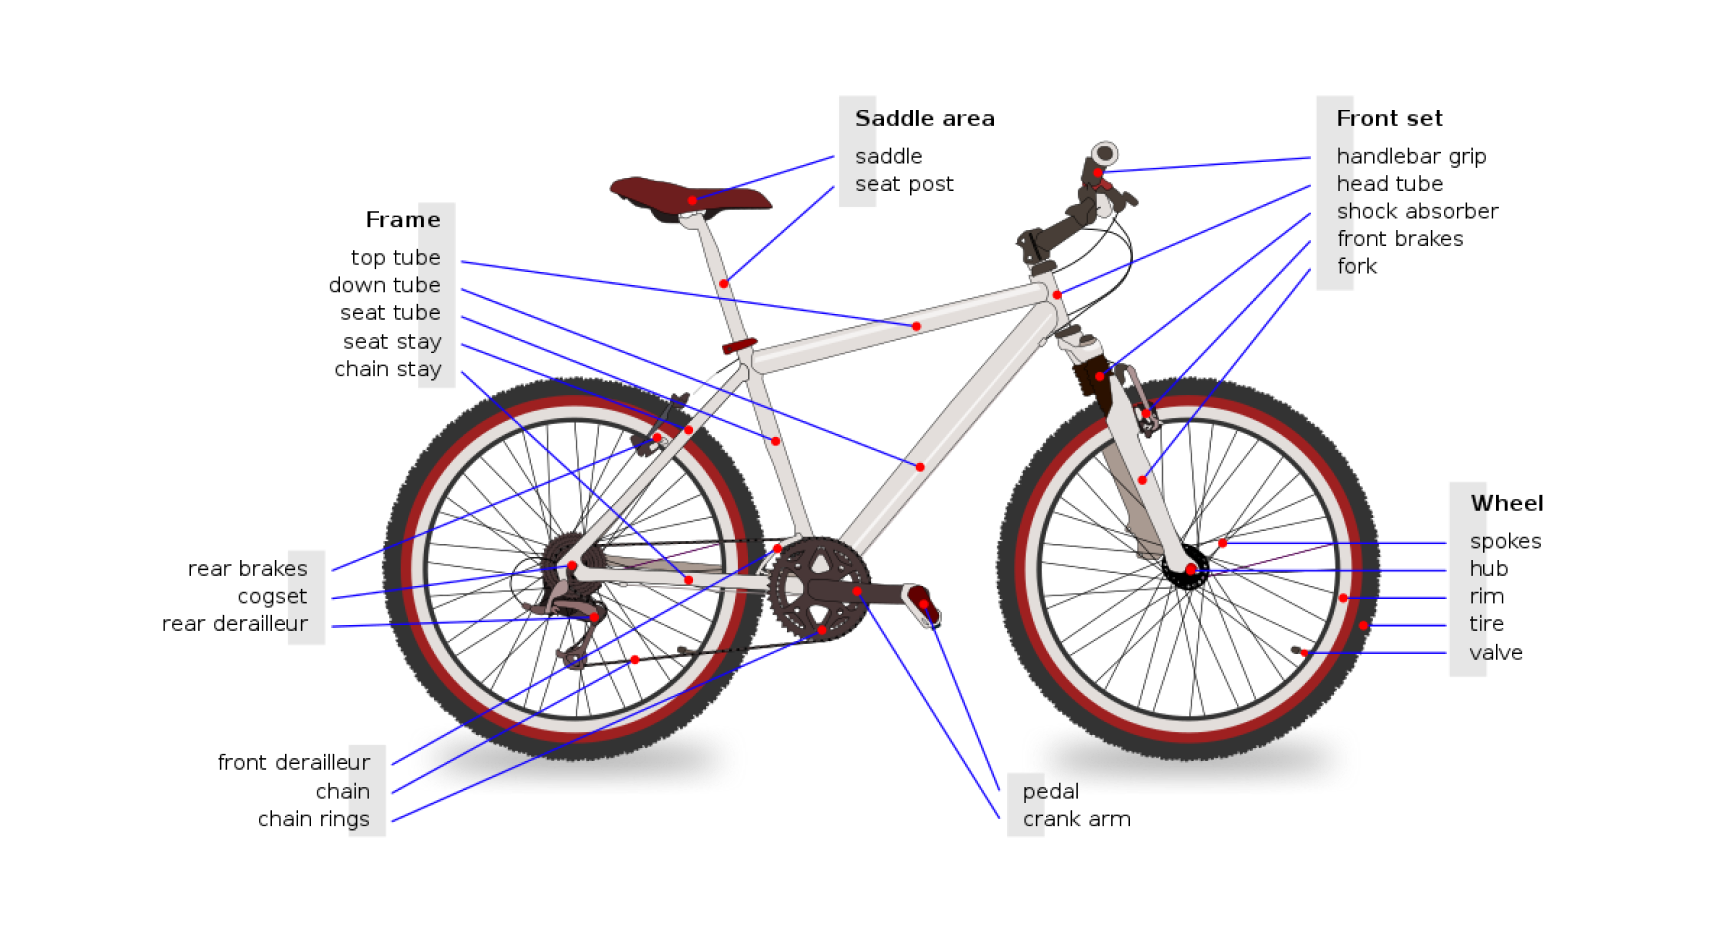 Saddle area
saddle
seat post
Front set
handlebar grip
head tube
shock absorber
front brakes
fork
Frame
top tube
down tube
seat tube
seat stay
chain stay
Wheel
spokes
hub
rim
tire
valve
rear brakes
cogset
rear derailleur
front derailleur
chain
chain rings
pedal
crank arm